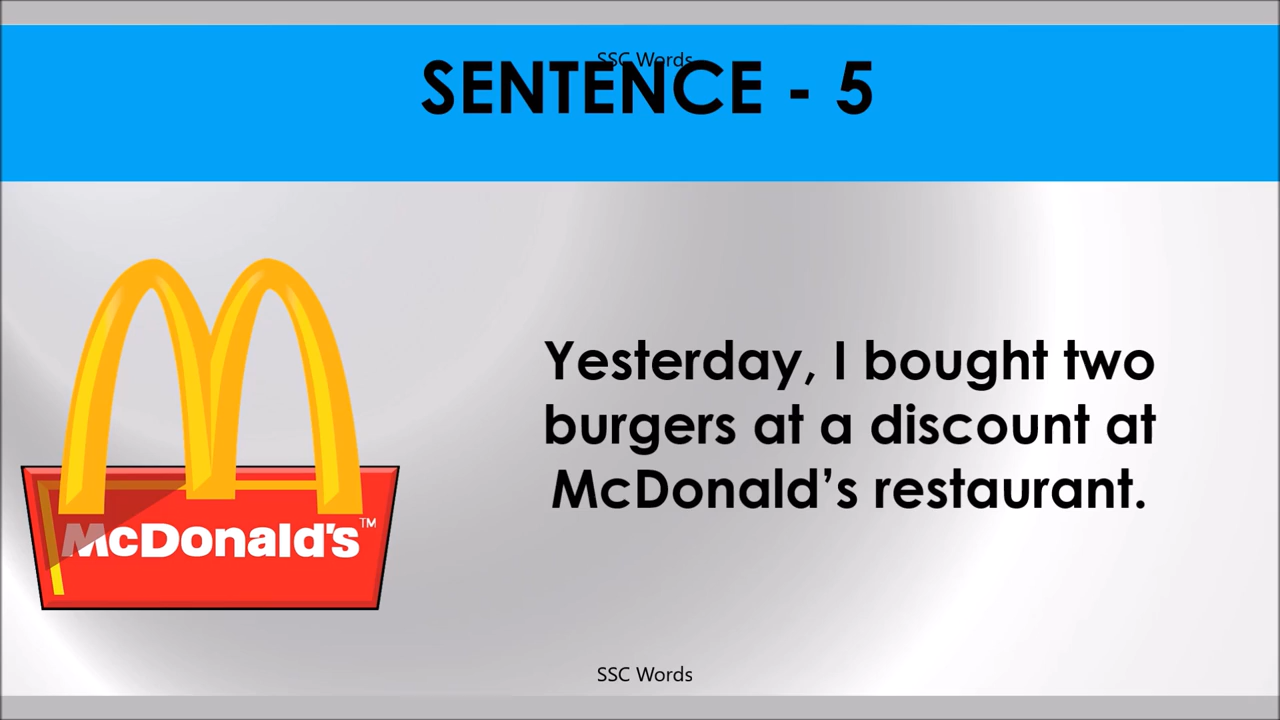 SSC Words
SENTENCE - 5
Yesterday, I bought two
burgers at a discount at
McDonald’s restaurant.
McDonald's™
SSC Words